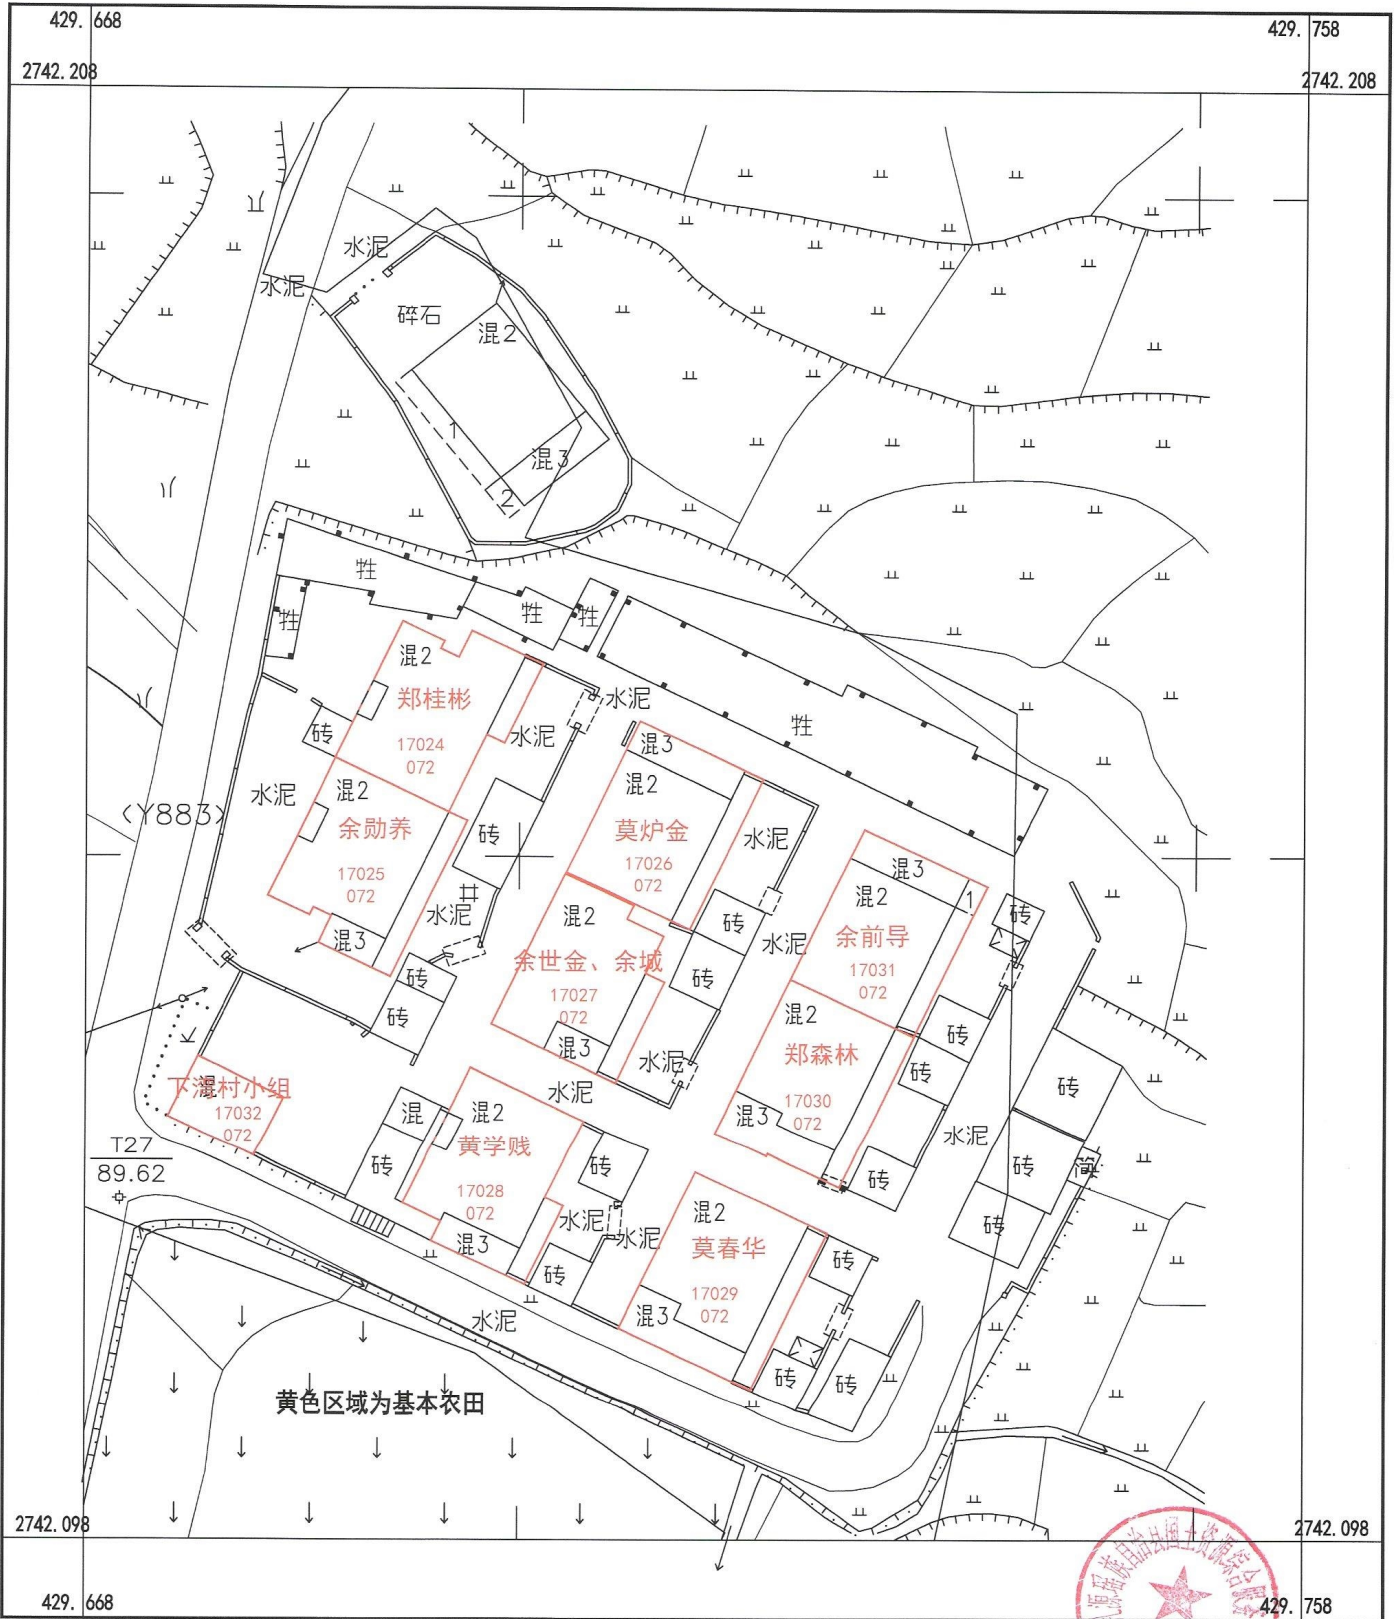 429. 668
429. 758
2742. 208
2742. 208
水泥
水泥
碎石
混2
1
混3
2
牲
牲
牲
牲
混2
郑桂彬
水泥
砖
17024
072
水泥
牲
混3
混2
水泥
混2
(Y883)
余勋养
砖
莫炉金
水泥
17025
072
17026
072
混3
混2
1
井
水泥
混2
砖
砖
混3
水泥
余前导
余世金、余城
砖
砖
17031
072
17027
072
砖
混2
砖
混3
水泥
郑森林
砖
水泥
砖
混
17032
072
混
混2
17030
072
混3
水泥
T27
89.62
黄学贱
砖
砖
砖
砖
17028
072
混2
水泥
水泥
砖
混3
莫春华
砖
砖
17029
072
混3
水泥
砖
砖
黄色区域为基本农田
2742. 098
2742. 098
429. 668
429. 758